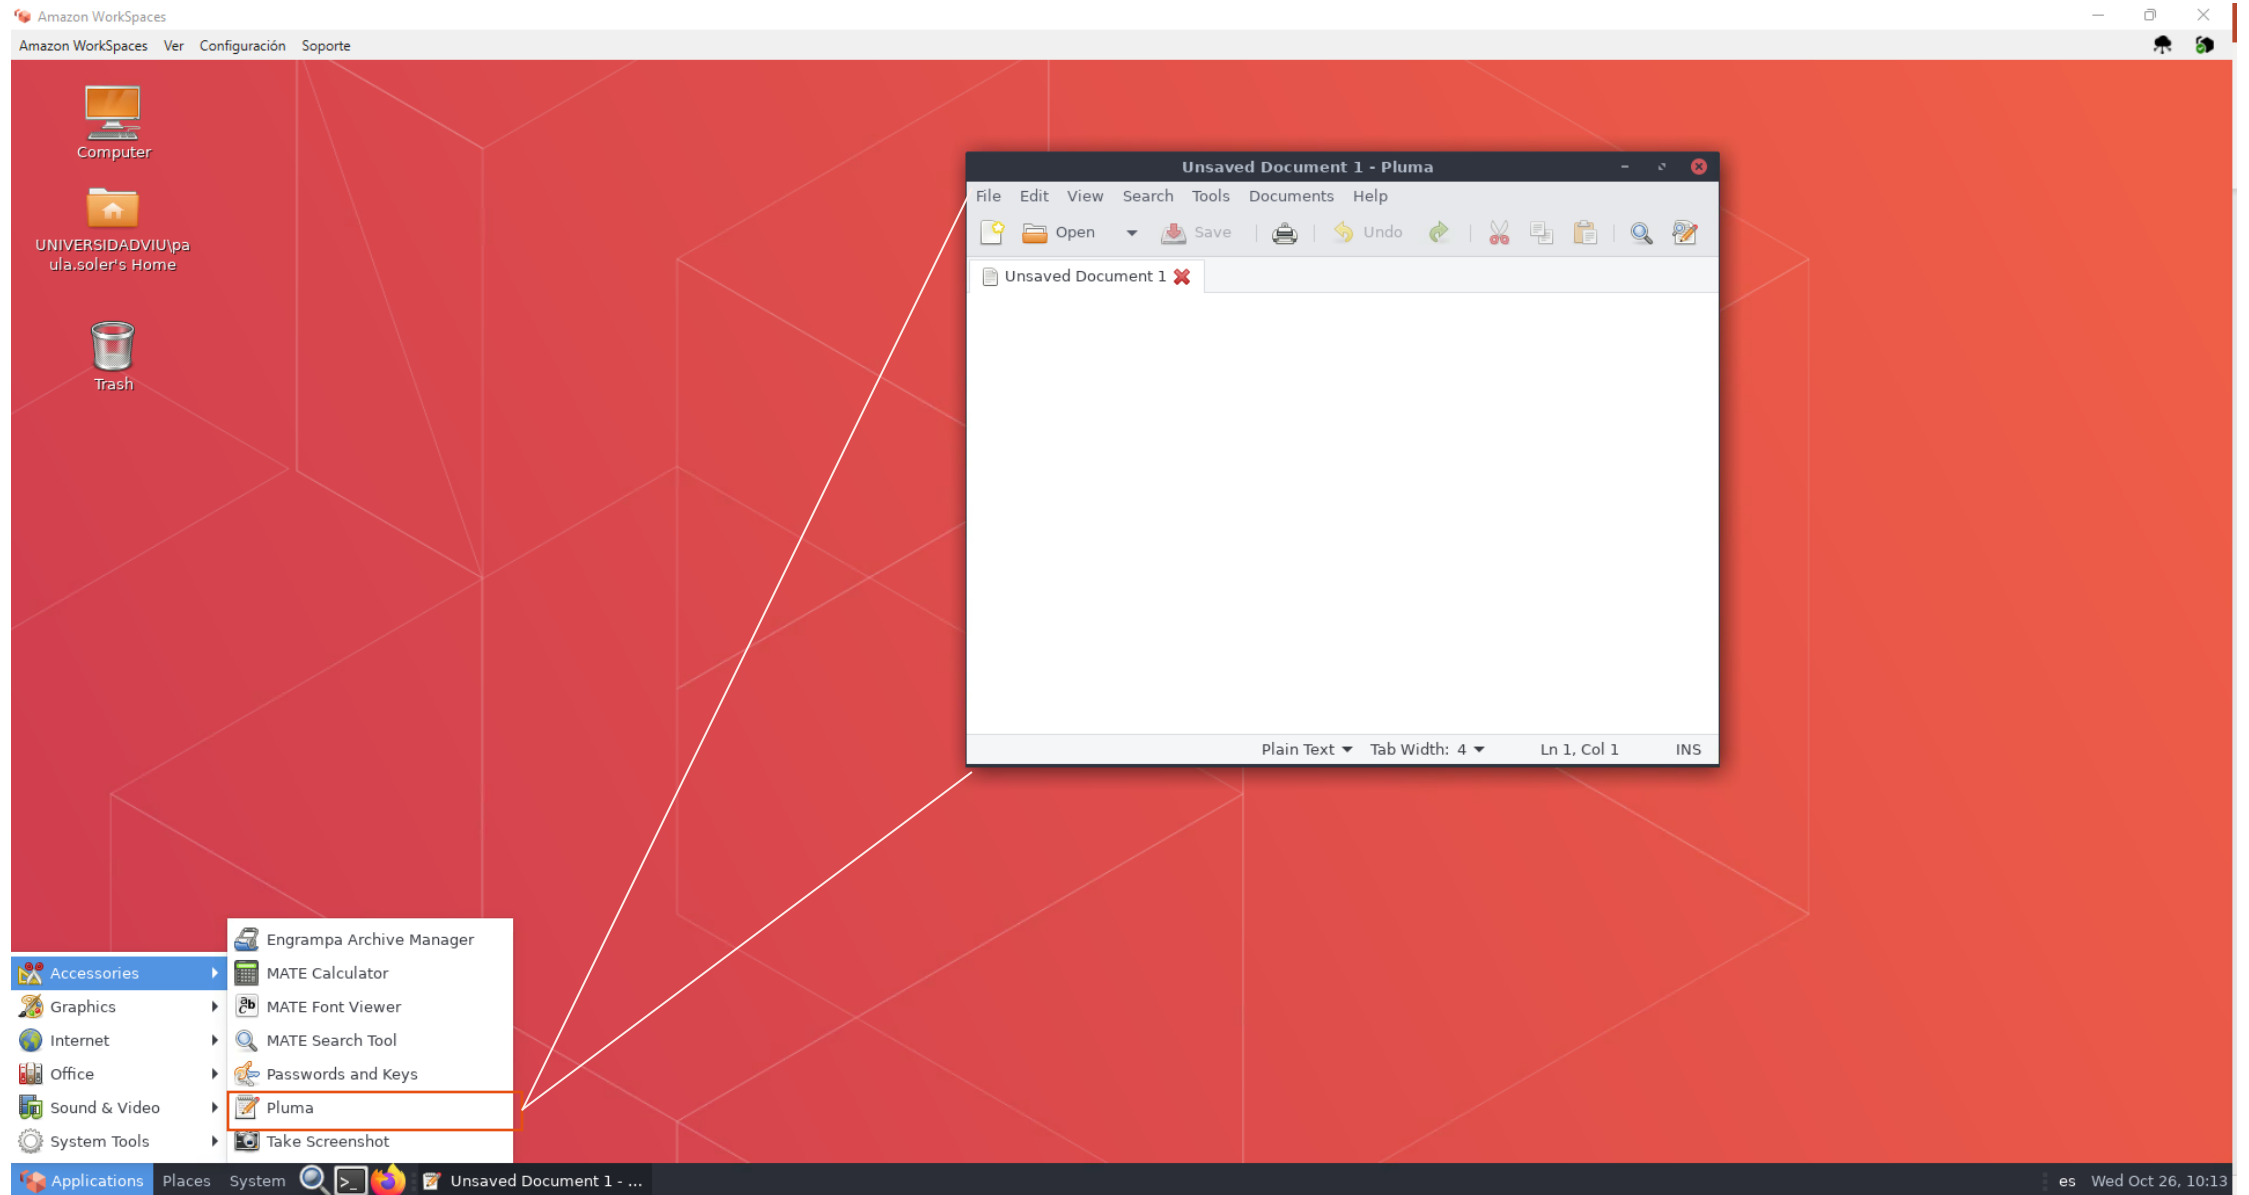 Amazon WorkSpaces
Amazon WorkSpaces Ver Configuración Soporte
Computer
UNIVERSIDADVIU\pa
ula.soler's Home
Trash
Unsaved Document 1 - Pluma
File Edit View Search Tools Documents Help
Open Save Undo
Unsaved Document 1
Plain Text Tab Width: 4 Ln 1, Col 1 INS
Engrampa Archive Manager
MATE Calculator
MATE Font Viewer
MATE Search Tool
Passwords and Keys
Pluma
Take Screenshot
Accessories
Graphics
Internet
Office
Sound & Video
System Tools
Applications Places System Unsaved Document 1 - ... es Wed Oct 26, 10:13